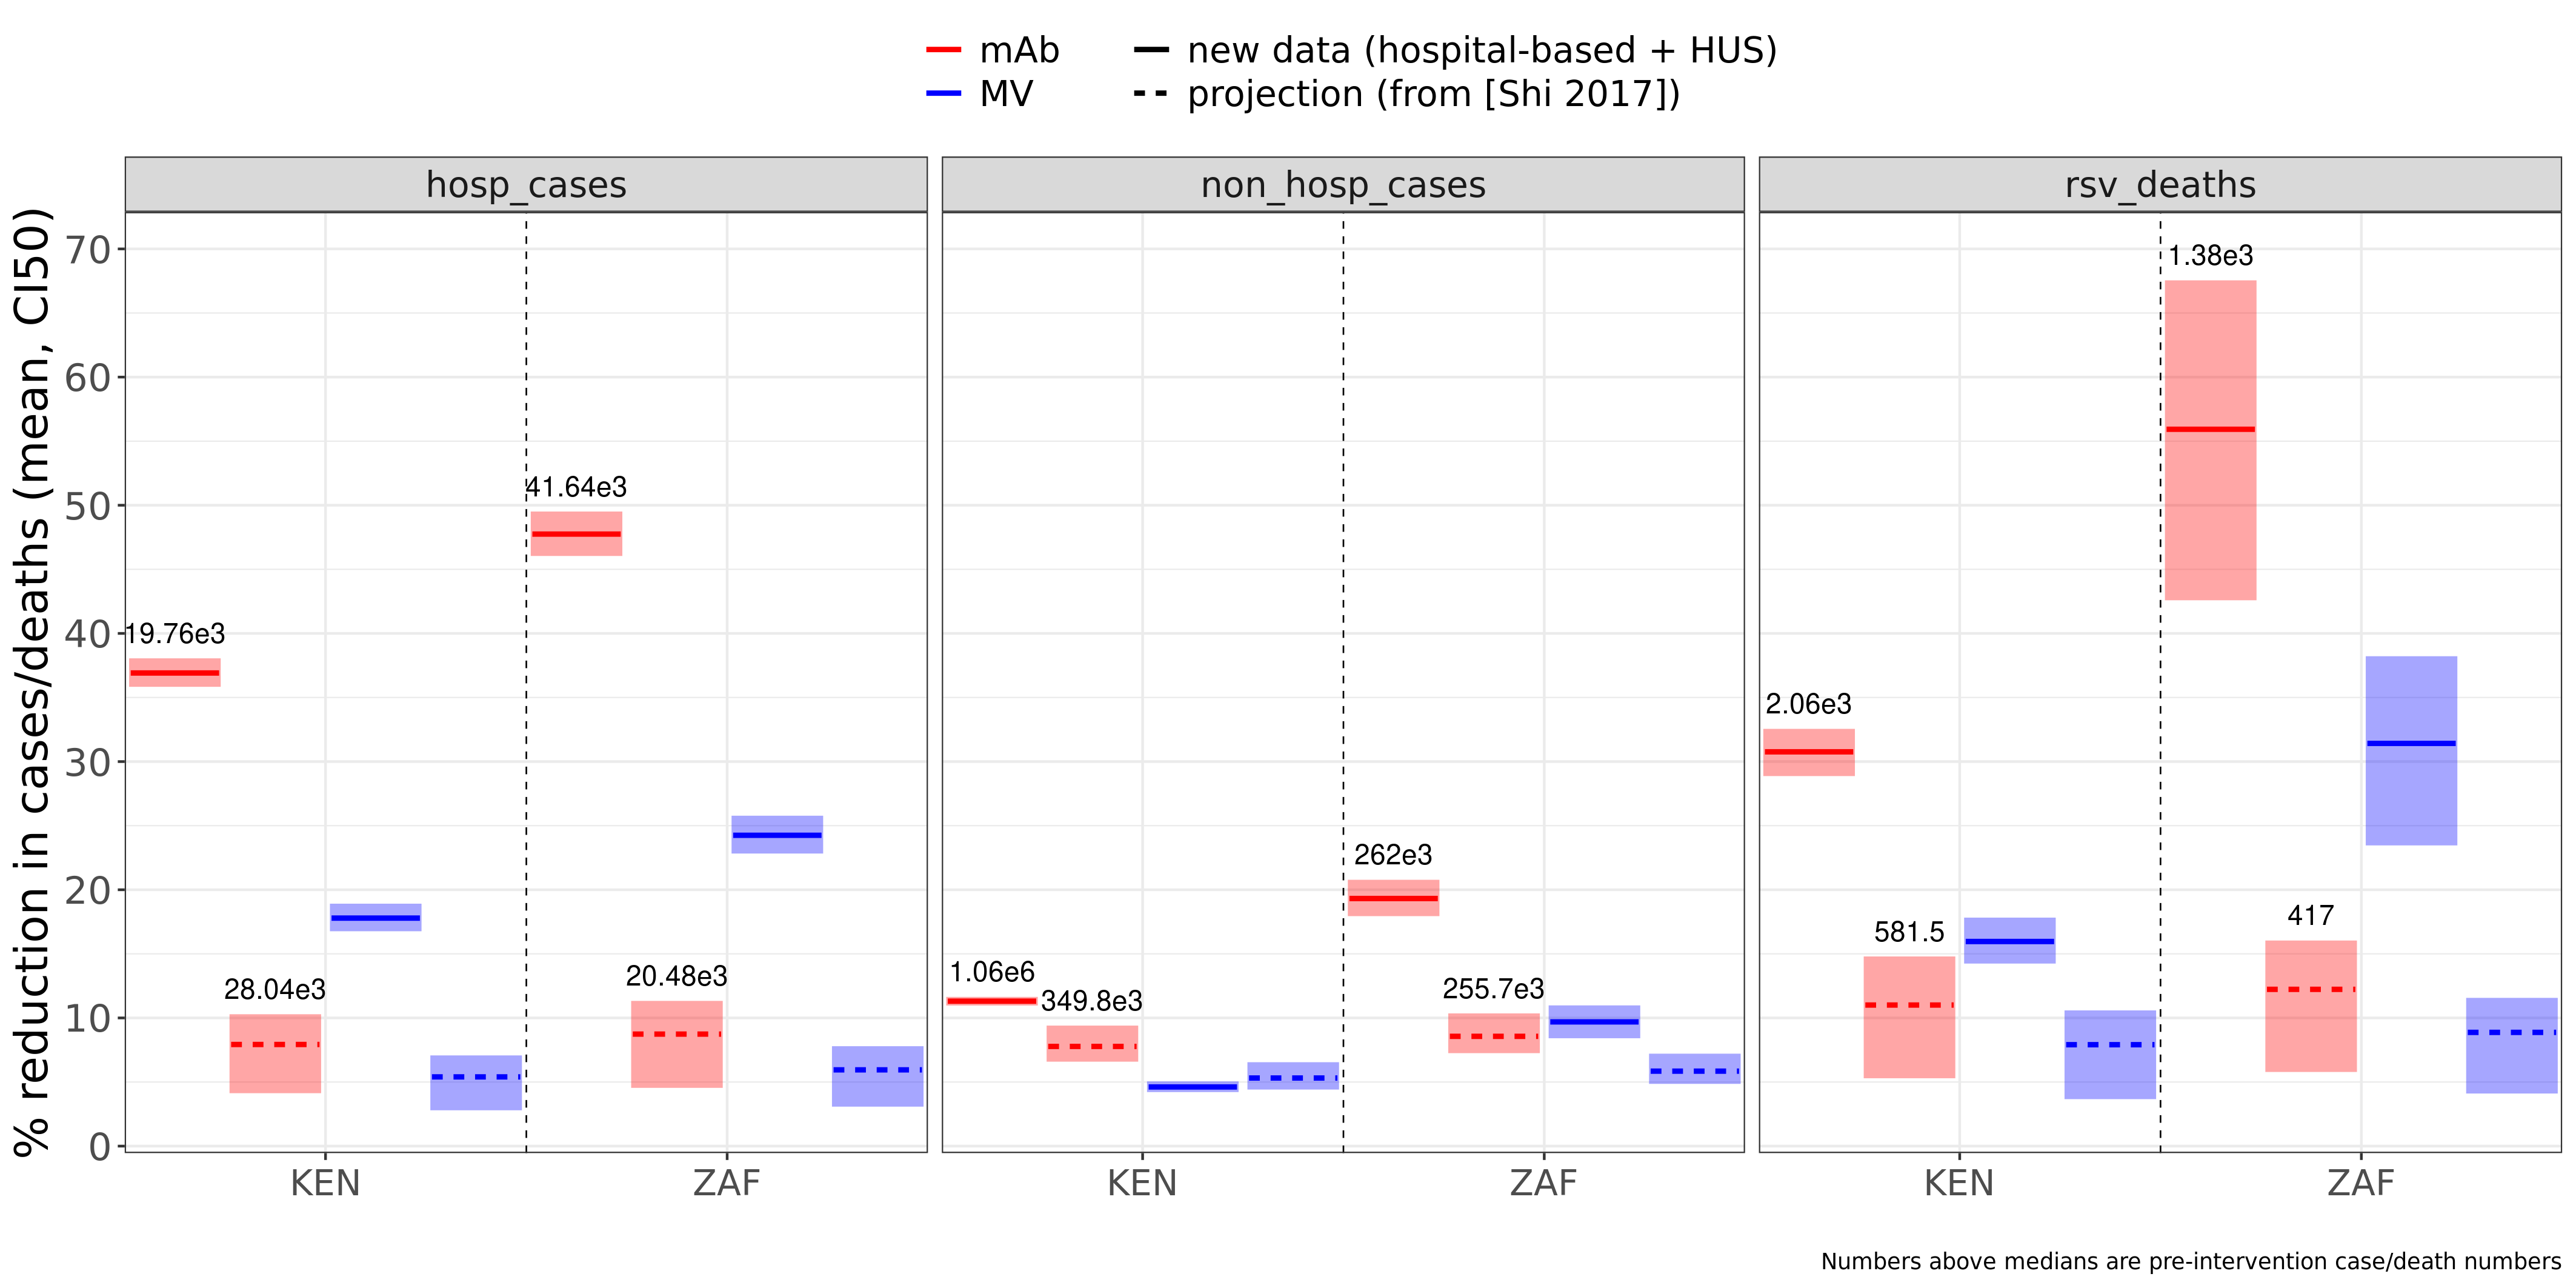 mAb
MV
new data (hospital-based + HUS)
projection (from [Shi 2017])
% reduction in cases/deaths (mean, CI50)
hosp_cases
non_hosp_cases
rsv_deaths
70
60
50
40
30
20
10
0
19.76e3
28.04e3
41.64e3
20.48e3
1.06e6
349.8e3
262e3
255.7e3
2.06e3
581.5
1.38e3
417
KEN
ZAF
KEN
ZAF
KEN
ZAF
Numbers above medians are pre-intervention case/death numbers